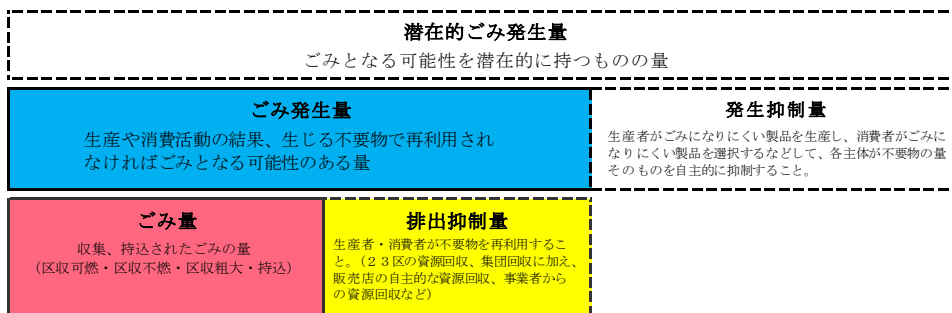 潜在的ごみ発生量
ごみとなる可能性を潜在的に持つものの量
ごみ発生量
生産や消費活動の結果、生じる不要物で再利用され
なければごみとなる可能性のある量
発生抑制量
生産者がごみになりにくい製品を生産し、消費者がごみに
なりにくい製品を選択するなどして、各主体が不要物の量
そのものを自主的に抑制すること。
ごみ量
収集、持込されたごみの量
（区収可燃・区収不燃・区収粗大・持込）
排出抑制量
生産者・消費者が不要物を再利用するこ
と。（２３区の資源回収、集団回収に加え、
販売店の自主的な資源回収、事業者から
の資源回収など）